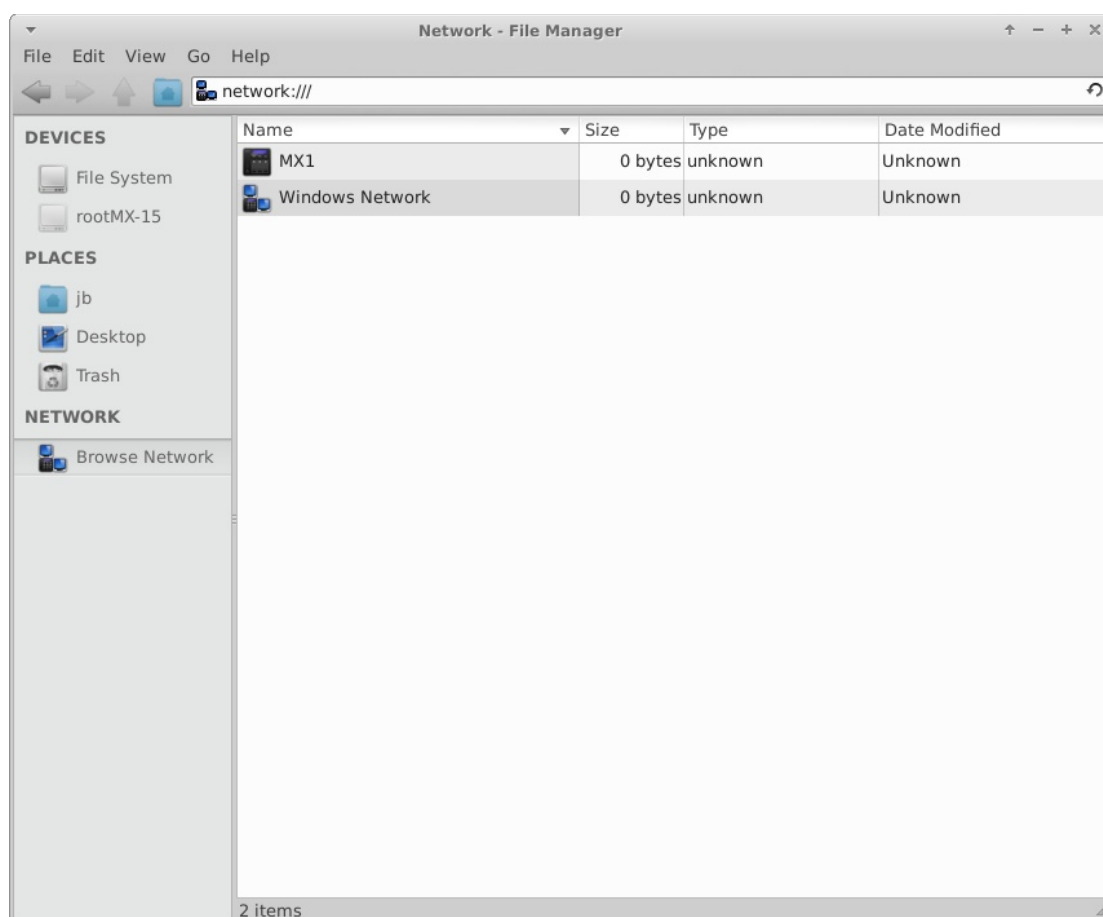 Network - File Manager
File Edit View Go Help
network:///
DEVICES
File System
rootMX-15
PLACES
jb
Desktop
Trash
NETWORK
Browse Network
Name Size Type Date Modified
MX1 0 bytes unknown Unknown
Windows Network 0 bytes unknown Unknown
2 items